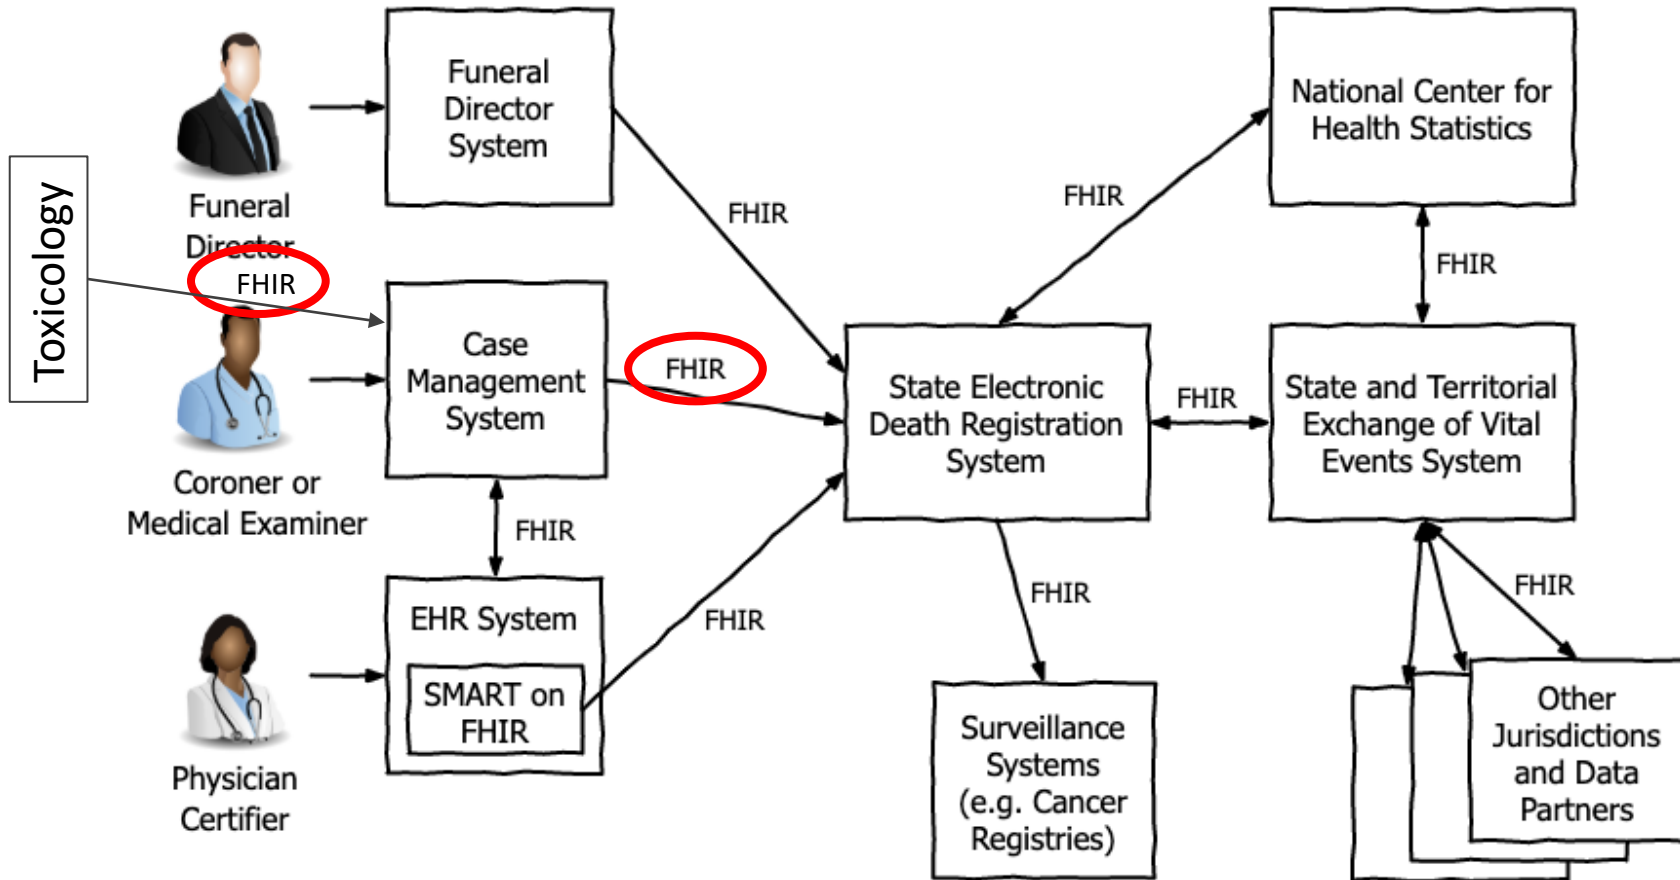 Funeral
Director
System
Funeral
Director
Toxicology
FHIR
FHIR
Case
Management
System
FHIR
Coroner or
Medical Examiner
FHIR
EHR System
SMART on
FHIR
FHIR
Physician
Certifier
State Electronic
Death Registration
System
FHIR
National Center for
Health Statistics
FHIR
FHIR
State and Territorial
Exchange of Vital
Events System
FHIR
Surveillance
Systems
(e.g. Cancer
Registries)
FHIR
Other
Jurisdictions
and Data
Partners